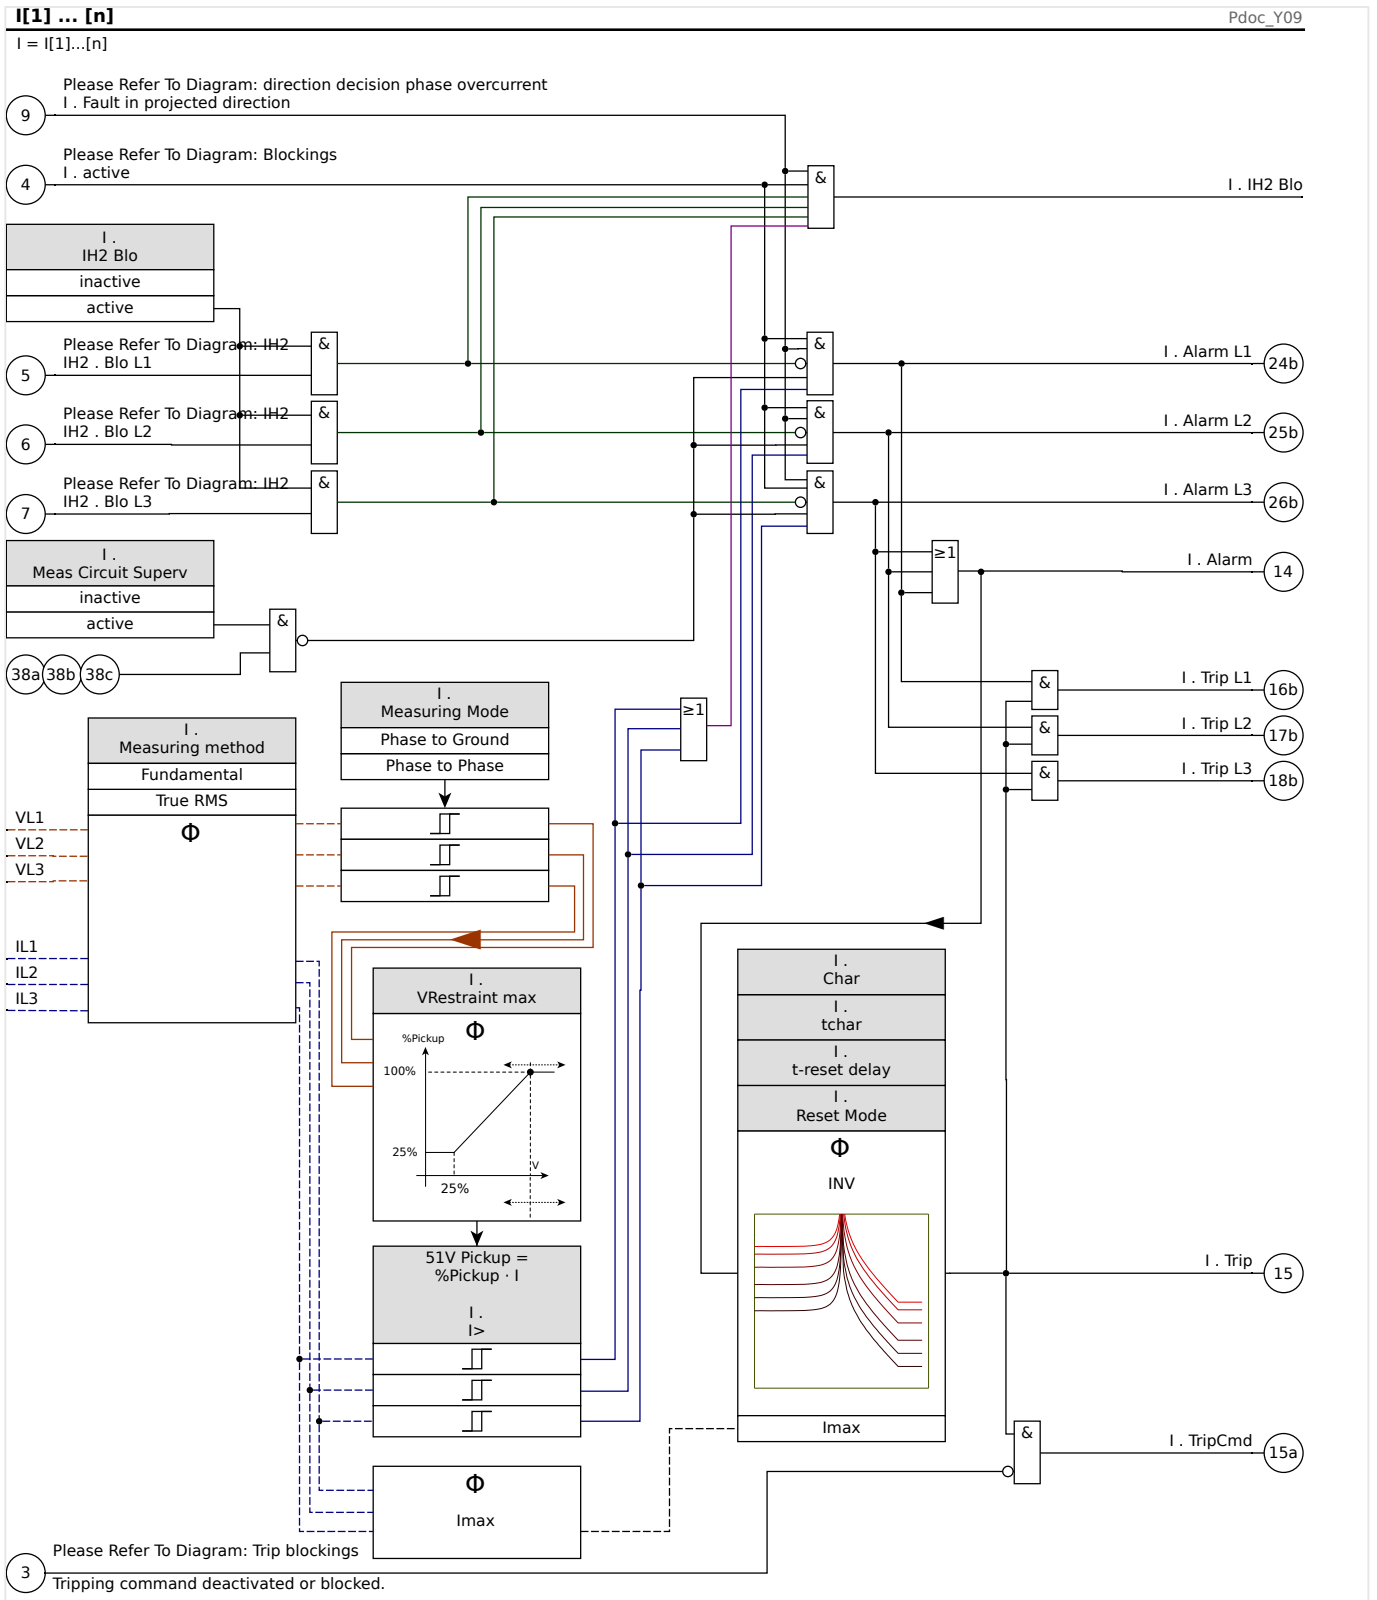 I[1] ... [n]
Pdoc_Y09
I = I[1]...[n]
Please Refer To Diagram: direction decision phase overcurrent
I . Fault in projected direction
9
Please Refer To Diagram: Blockings
I . active
4
&
I . IH2 Blo
I .
IH2 Blo
inactive
active
Please Refer To Diagram: IH2
IH2 . Blo L1
5
&
&
I . Alarm L1
24b
Please Refer To Diagram: IH2
IH2 . Blo L2
6
&
&
I . Alarm L2
25b
Please Refer To Diagram: IH2
IH2 . Blo L3
7
&
&
I . Alarm L3
26b
I .
Meas Circuit Superv
inactive
active
&
≥1
I . Alarm
14
38a
38b
38c
I .
Measuring Mode
Phase to Ground
Phase to Phase
≥1
&
I . Trip L1
16b
&
I . Trip L2
17b
&
I . Trip L3
18b
I .
Measuring method
Fundamental
True RMS
Φ
VL1
VL2
VL3
IL1
IL2
IL3
I .
VRestraint max
Φ
%Pickup
100%
25%
V
25%
I .
Char
I .
tchar
I .
t-reset delay
I .
Reset Mode
Φ
INV
51V Pickup =
%Pickup · I
I .
I>
I . Trip
15
Imax
&
I . TripCmd
15a
Φ
Imax
Please Refer To Diagram: Trip blockings
3
Tripping command deactivated or blocked.